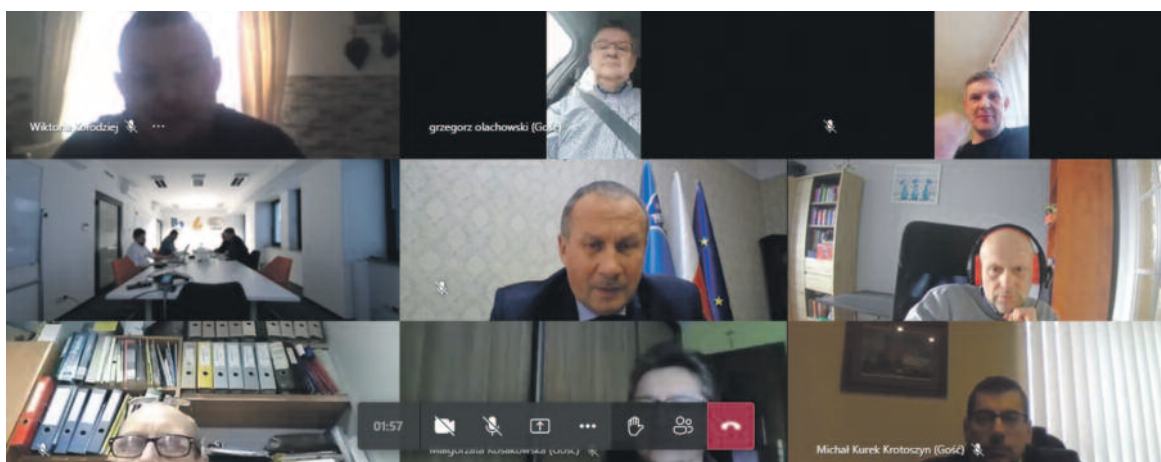 Wiktoria Kołodziej
grzegorz olachowski (Gość)
01:57
Małgorzata Kosakowska (Gość)
Michał Kurek Krotoszyn (Gość)